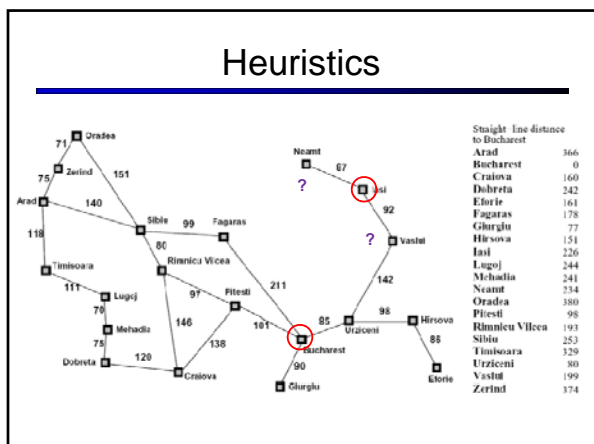 Heuristics
71
Oradea
75
Zerind
151
Arad
140
118
Sibiu
99
Fagaras
80
Rimnicu Vilcea
Timisoara
111
Lugoj
70
Mehadia
75
Dobreta
120
Craiova
146
97
138
Pitesti
101
211
Bucharest
90
Giurgiu
85
Urziceni
142
98
Hirsova
86
Eforie
Neamt
?
87
Iasi
92
?
Vaslui
Straight-line distance
to Bucharest
Arad 366
Bucharest 0
Craiova 160
Dobreta 242
Eforie 161
Fagaras 178
Giurgiu 77
Hirsova 151
Iasi 226
Lugoj 244
Mehadia 241
Neamt 234
Oradea 380
Pitesti 98
Rimnicu Vilcea 193
Sibiu 253
Timisoara 329
Urziceni 80
Vaslui 199
Zerind 374